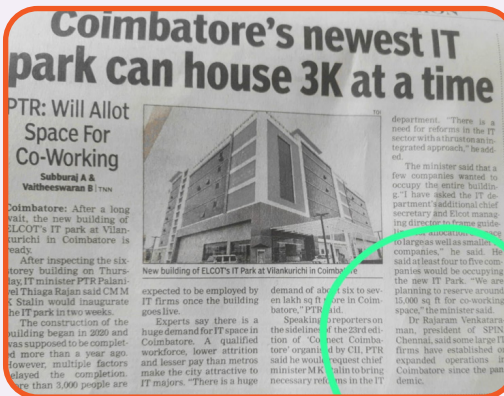 Coimbatore's newest IT
park can house 3K at a time
PTR: Will Allot
Space For
Co-Working
Subburaj A &
Vaitheeswaran B | TNN
Coimbatore: After a long
wait, the new building of
ELCOT's IT Park at Vilan-
kurichi in Coimbatore is
ready.
After inspecting the six-
storey building on Thurs-
day, IT minister PTR Palani-
vel Thiaga Rajan said CM M
K Stalin would inaugurate
the IT park in two weeks.
The construction of the
building began in 2020 and
was supposed to be complet-
ed more than a year ago.
However, multiple factors
delayed the completion.
More than 3,000 people are
New building of ELCOT's IT Park at Vilankurichi in Coimbatore
expected to be employed by
IT firms once the building
goes live.
Experts say there is a
huge demand for IT space in
Coimbatore. A qualified
workforce, lower attrition
and lesser pay than metros
make the city attractive to
IT majors. "There is a huge
demand of about six to sev-
en lakh sq ft more in Coim-
batore," PTR
Speaking reporters on
the sidelines of the 23rd edi-
tion of 'Connect Coimba-
tore' organised by CII, PTR
said he would request chief
minister M K Stalin to bring
necessary reforms in the IT
department. "There is a
need for reforms in the IT
sector with a thrust on an in-
tegrated approach," he add-
ed.
The minister said that a
few companies wanted to
occupy the entire buildin
g. "I have asked the IT de-
partment's additional chief
secretary and Elcot manag
ing director to frame guide-
allocation
to large as well as smaller
companies," he said. He
said at least four to five com-
panies would be occupying
the new IT Park. "We are
planning to reserve around
15,000 sq ft for co-working
space," the minister said.
Dr Rajaram Venkatara-
man, president of SPIN
Chennai, said some large IT
firms have established or
expanded operations in
Coimbatore since the pan
demic.